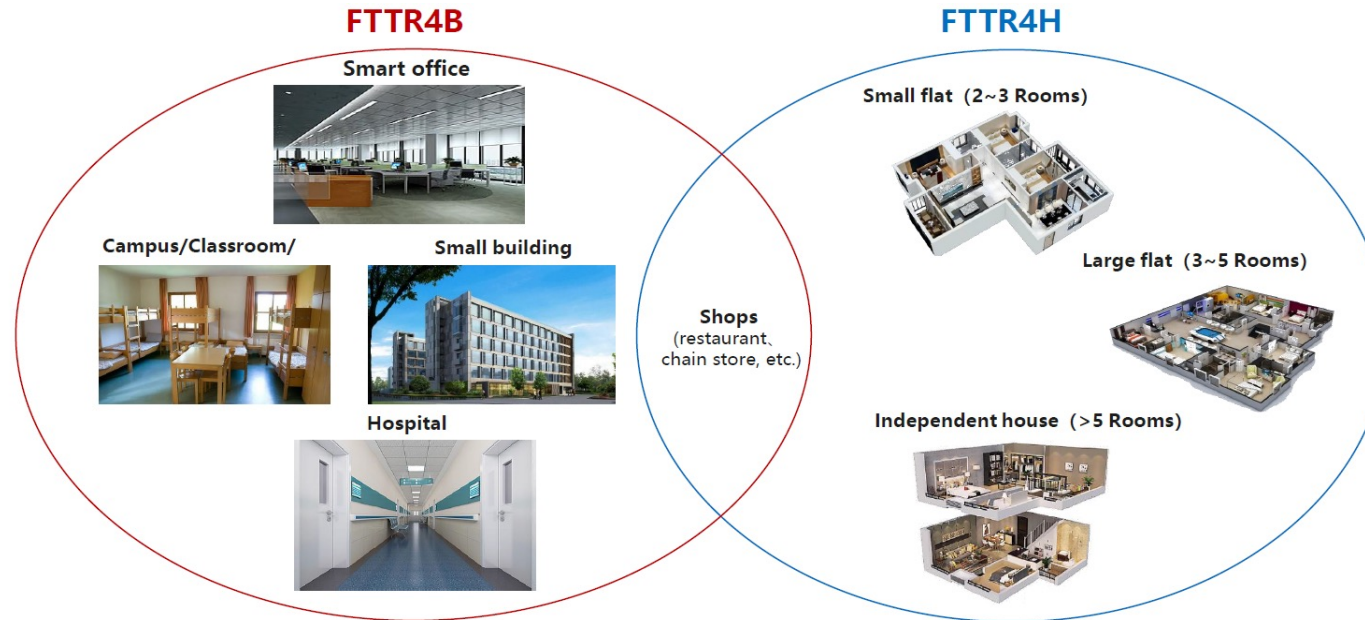 FTTR4B
FTTR4H
Smart office
Small flat（2~3 Rooms）
Campus/Classroom/
Small building
Large flat（3~5 Rooms）
Shops
(restaurant、
chain store, etc.)
Hospital
Independent house（>5 Rooms）